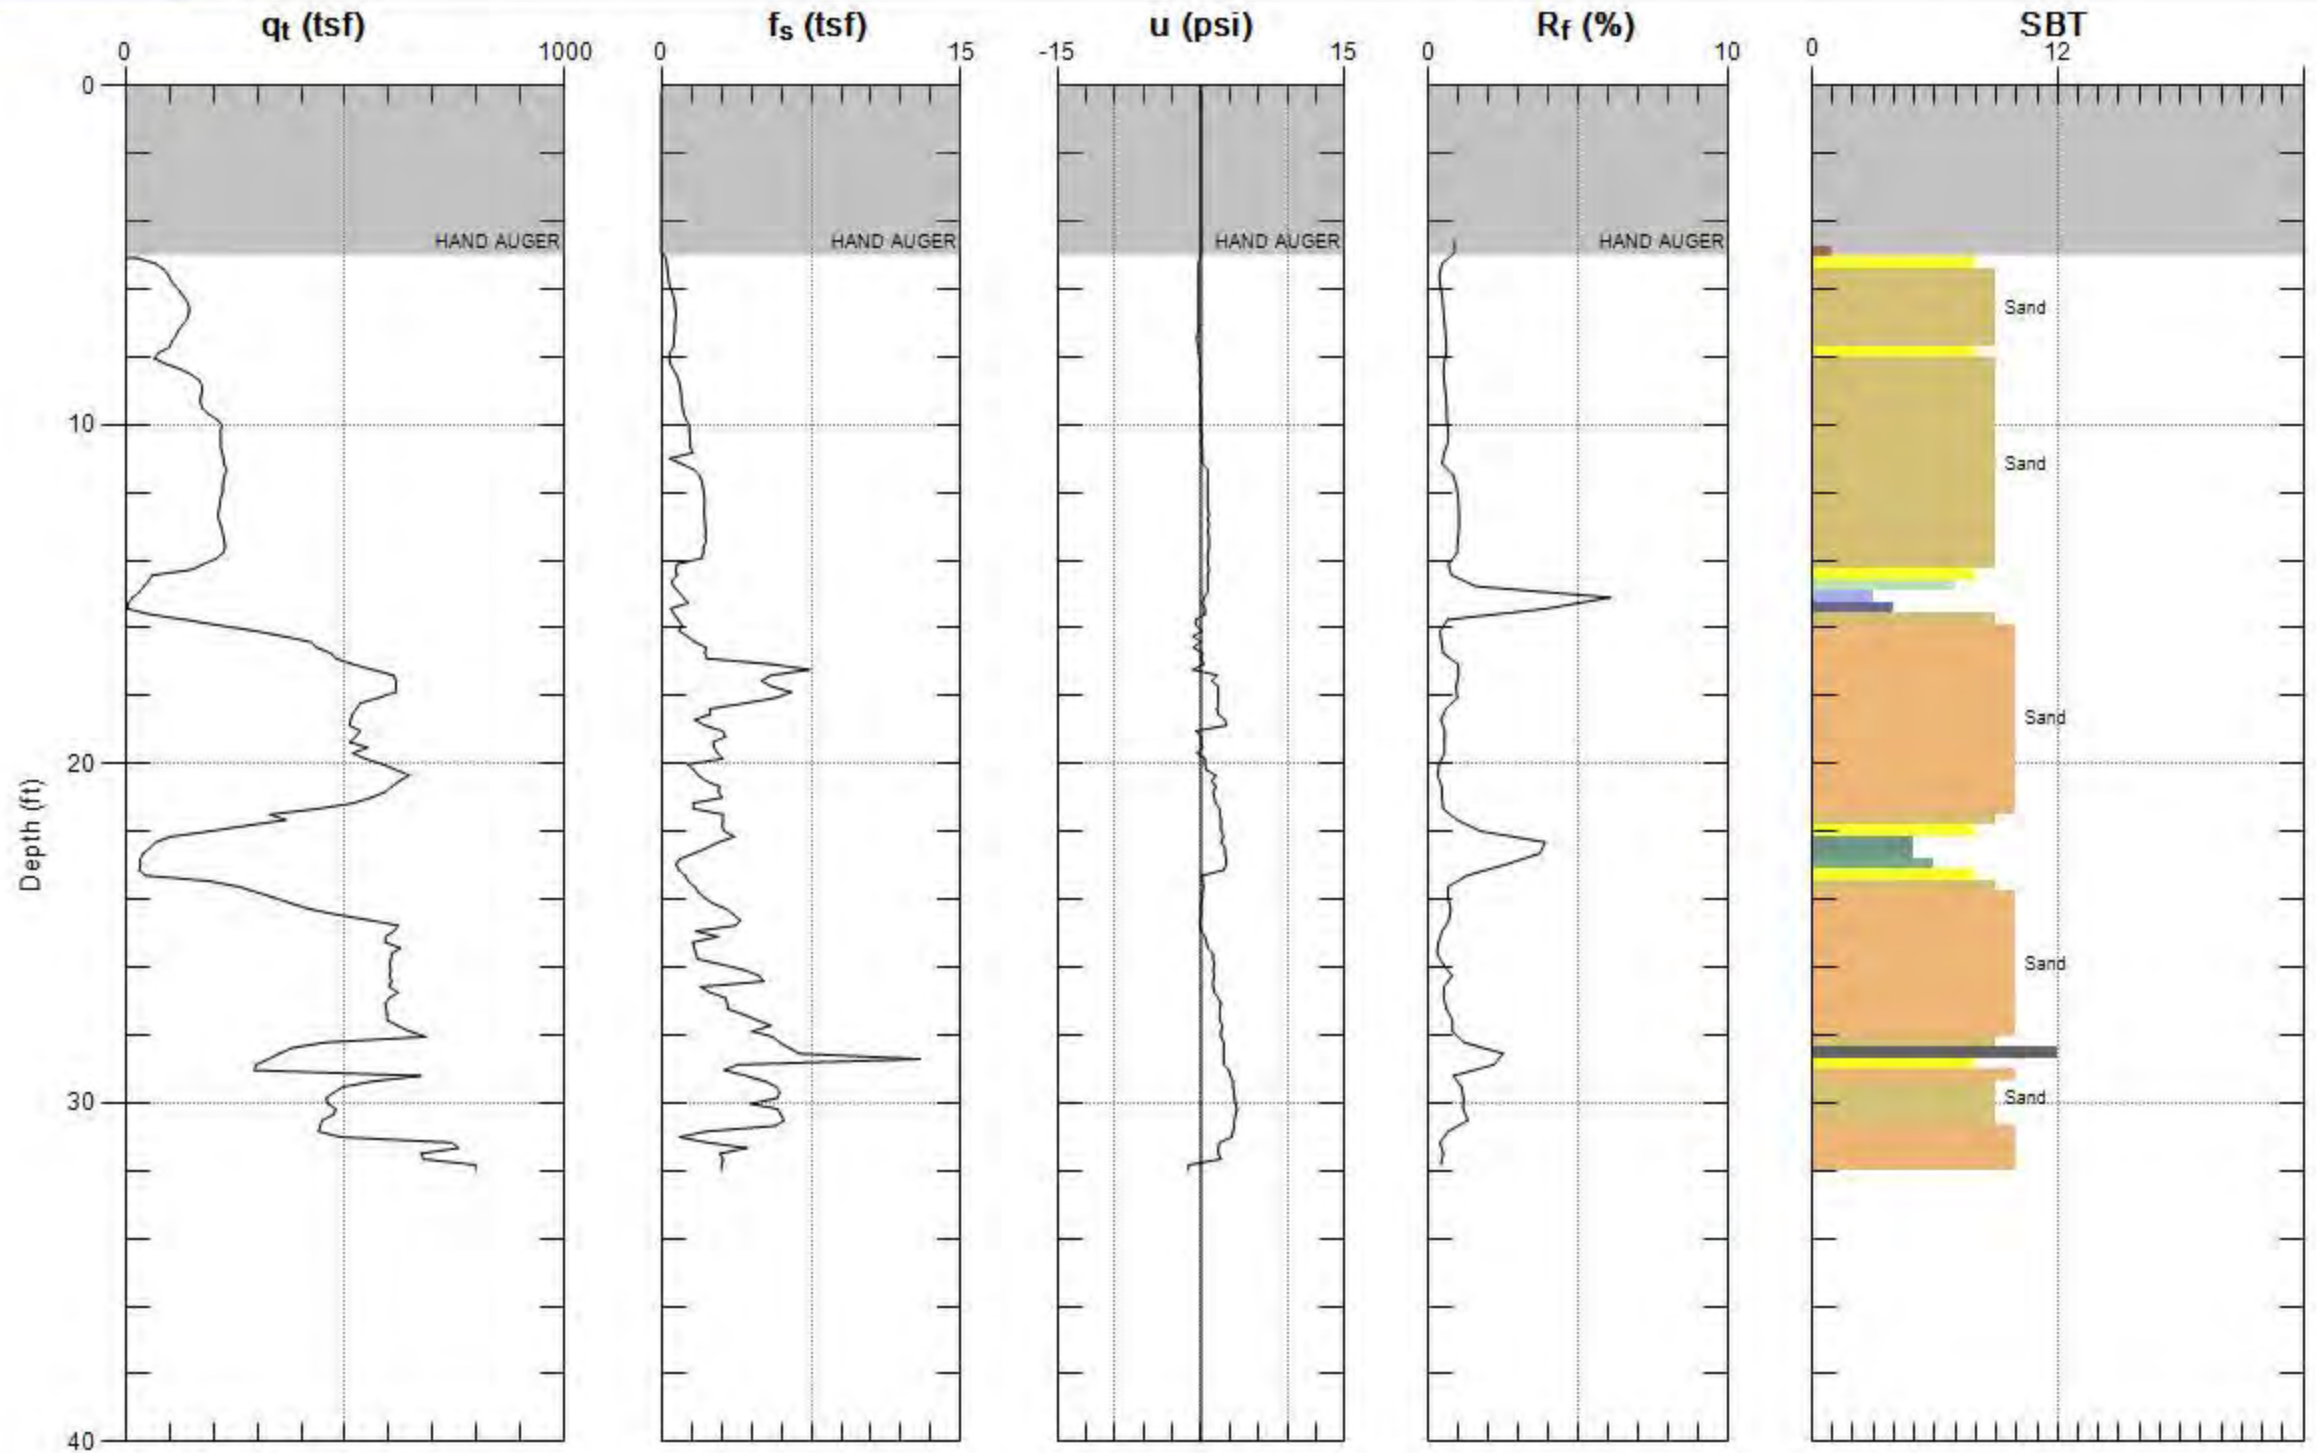 qt (tsf) fs (tsf) u (psi) Rf (%) SBT
0 1000 0 15 -15 15 0 10 0 12
0
HAND AUGER HAND AUGER HAND AUGER HAND AUGER
Sand
10
Sand
Sand
20
Depth (ft)
Sand
30
Sand
40